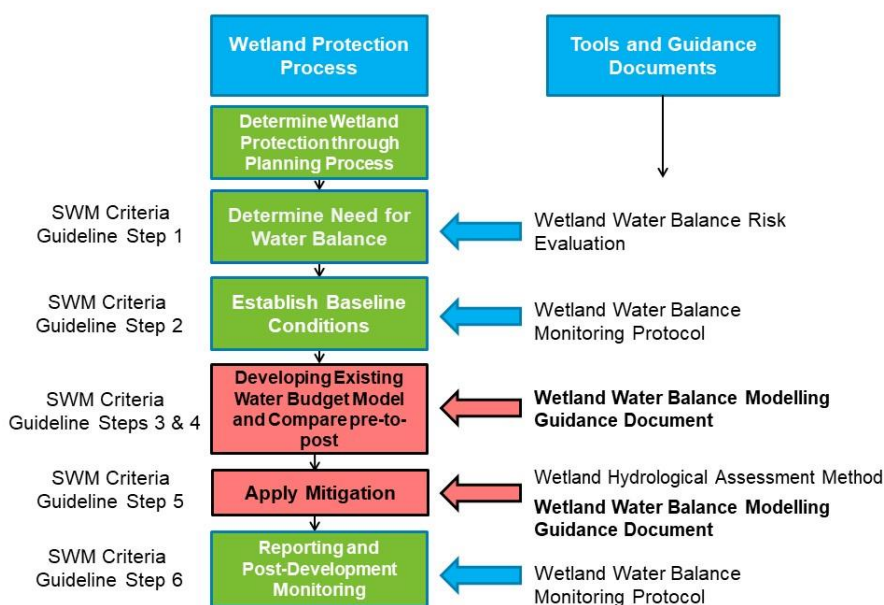 Wetland Protection
Process
Tools and Guidance
Documents
Determine Wetland
Protection through
Planning Process
SWM Criteria
Guideline Step 1
Determine Need for
Water Balance
Wetland Water Balance Risk
Evaluation
SWM Criteria
Guideline Step 2
Establish Baseline
Conditions
Wetland Water Balance
Monitoring Protocol
SWM Criteria
Guideline Steps 3 & 4
Developing Existing
Water Budget Model
and Compare pre-to-
post
Wetland Water Balance Modelling
Guidance Document
SWM Criteria
Guideline Step 5
Apply Mitigation
Wetland Hydrological Assessment Method
Wetland Water Balance Modelling
Guidance Document
SWM Criteria
Guideline Step 6
Reporting and
Post-Development
Monitoring
Wetland Water Balance
Monitoring Protocol